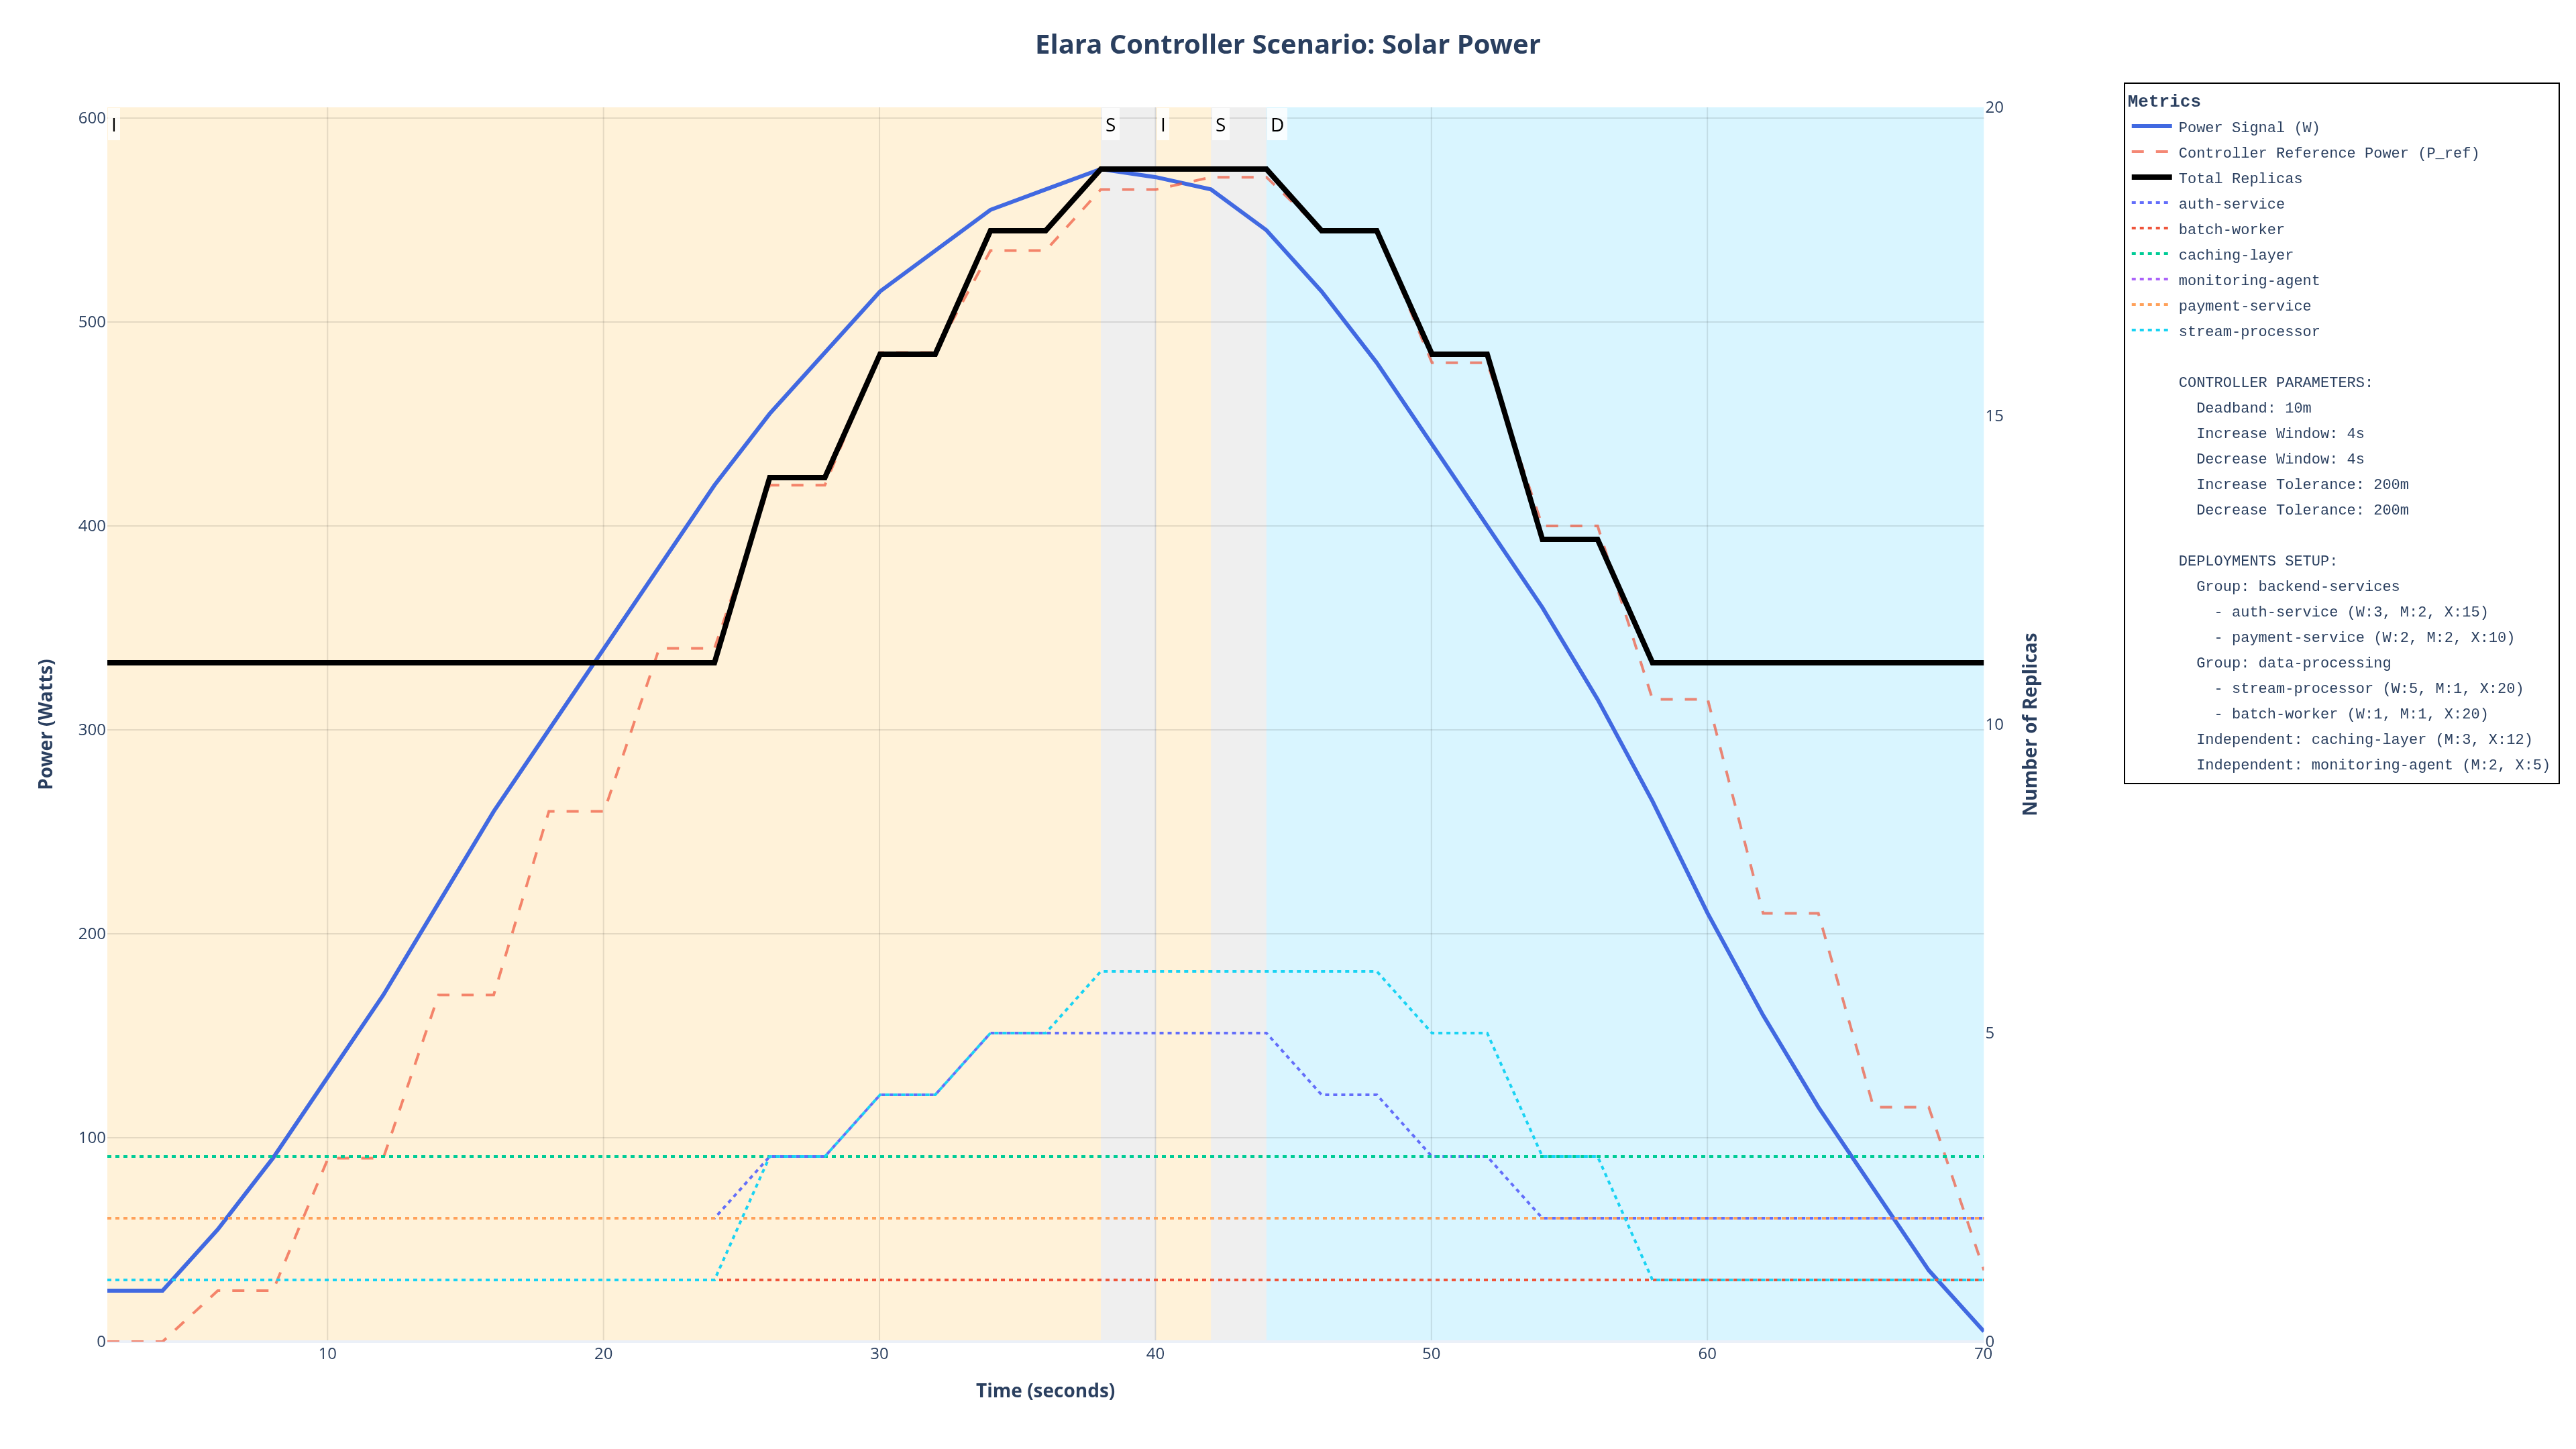 Elara Controller Scenario: Solar Power
I
S
I
S
D
600
500
400
300
200
100
0
Power (Watts)
10
20
30
40
50
60
70
Time (seconds)
20
15
10
5
0
Number of Replicas
Metrics
Power Signal (W)
Controller Reference Power (P_ref)
Total Replicas
auth-service
batch-worker
caching-layer
monitoring-agent
payment-service
stream-processor
CONTROLLER PARAMETERS:
Deadband: 10m
Increase Window: 4s
Decrease Window: 4s
Increase Tolerance: 200m
Decrease Tolerance: 200m
DEPLOYMENTS SETUP:
Group: backend-services
- auth-service (W:3, M:2, X:15)
- payment-service (W:2, M:2, X:10)
Group: data-processing
- stream-processor (W:5, M:1, X:20)
- batch-worker (W:1, M:1, X:20)
Independent: caching-layer (M:3, X:12)
Independent: monitoring-agent (M:2, X:5)